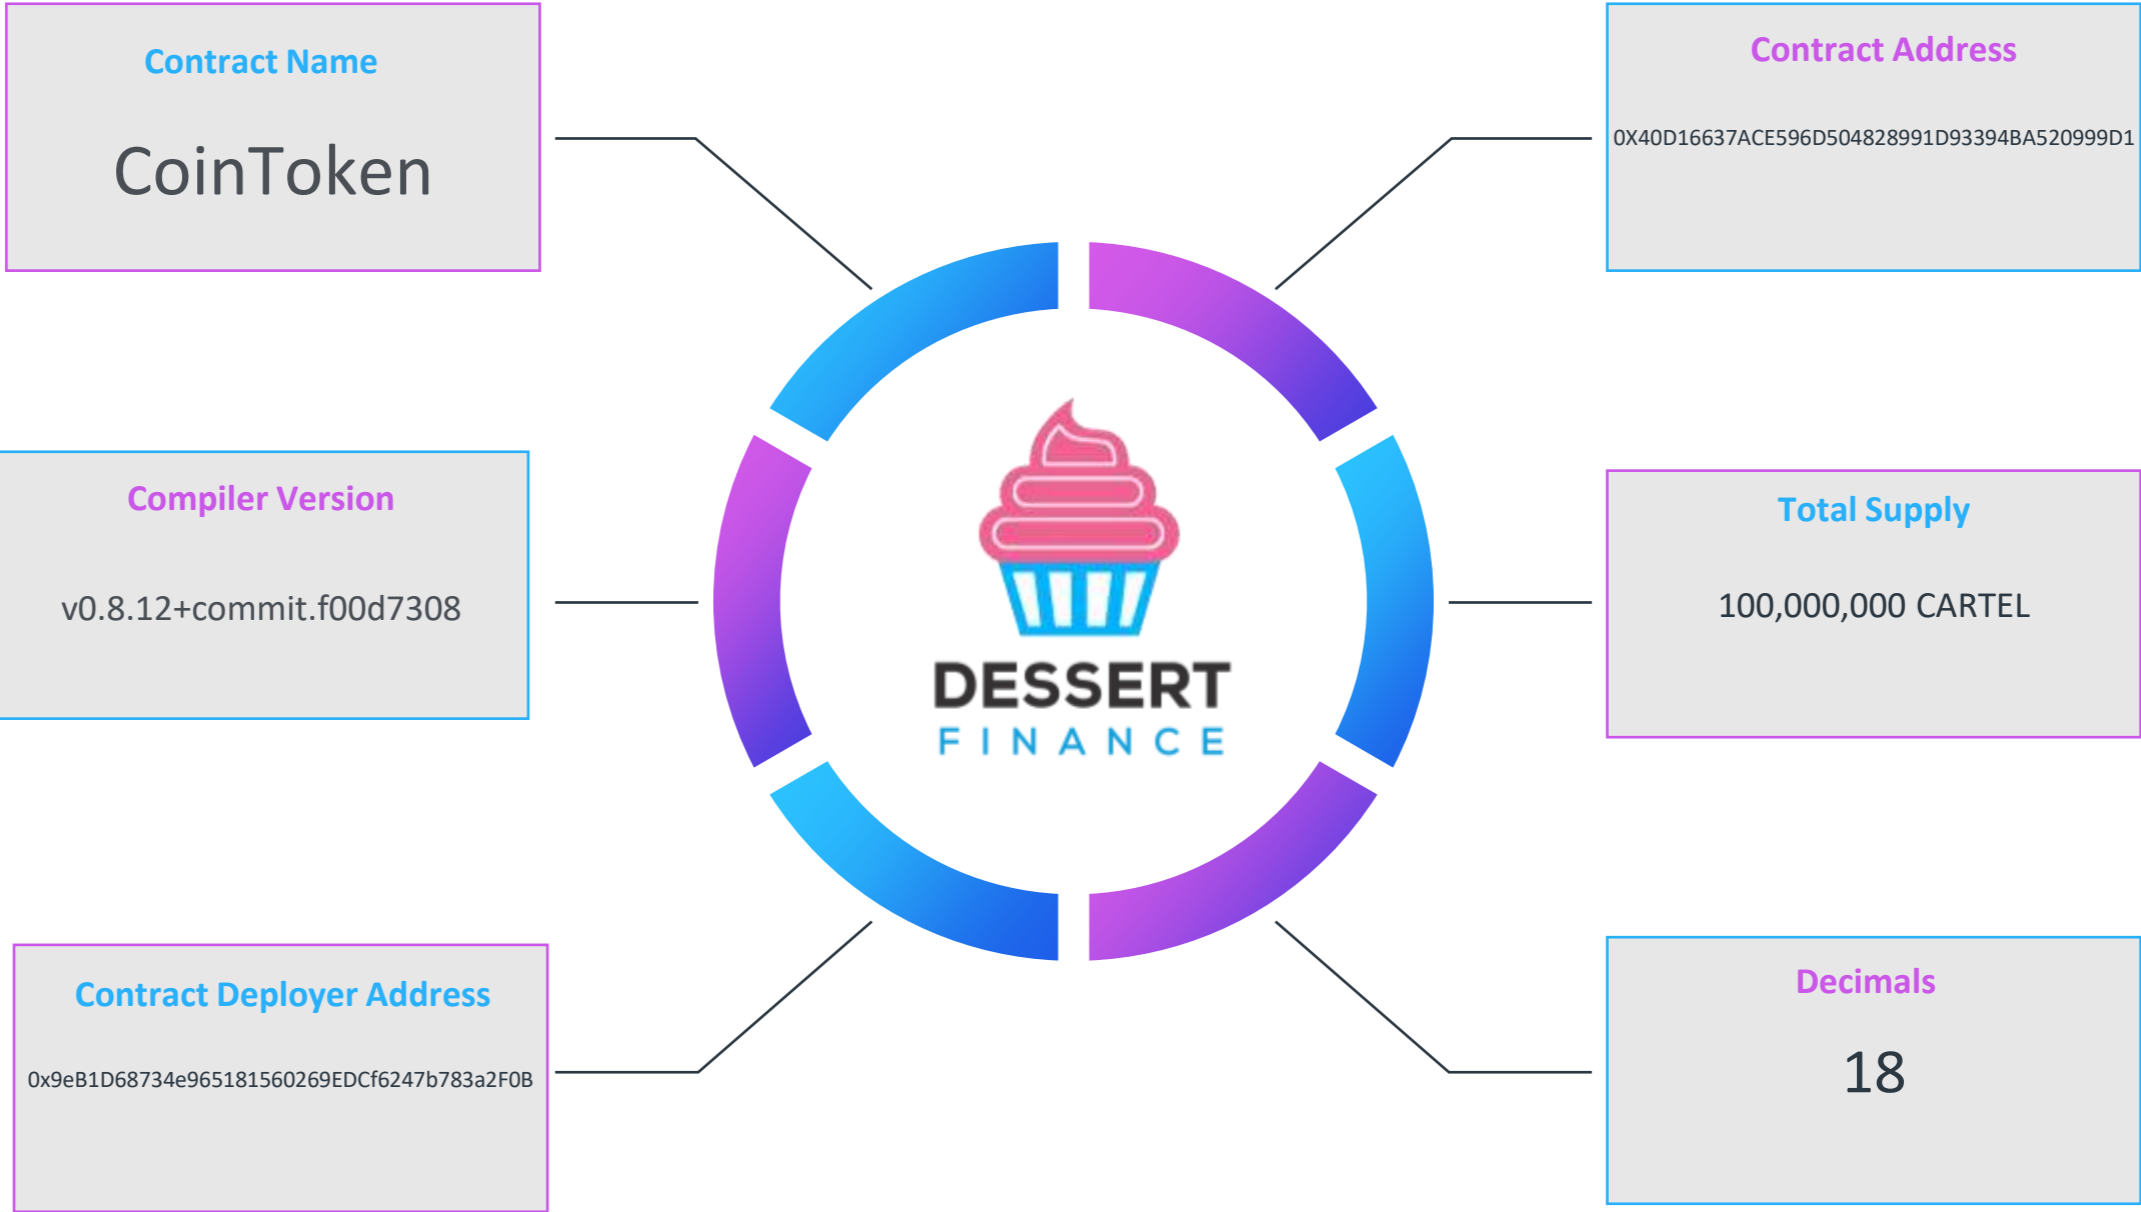 Contract Name
CoinToken
Contract Address
0X40D16637ACE596D504828991D93394BA520999D1
Compiler Version
v0.8.12+commit.f00d7308
DESSERT
FINANCE
Total Supply
100,000,000 CARTEL
Contract Deployer Address
0x9eB1D68734e965181560269EDCf6247b783a2F0B
Decimals
18